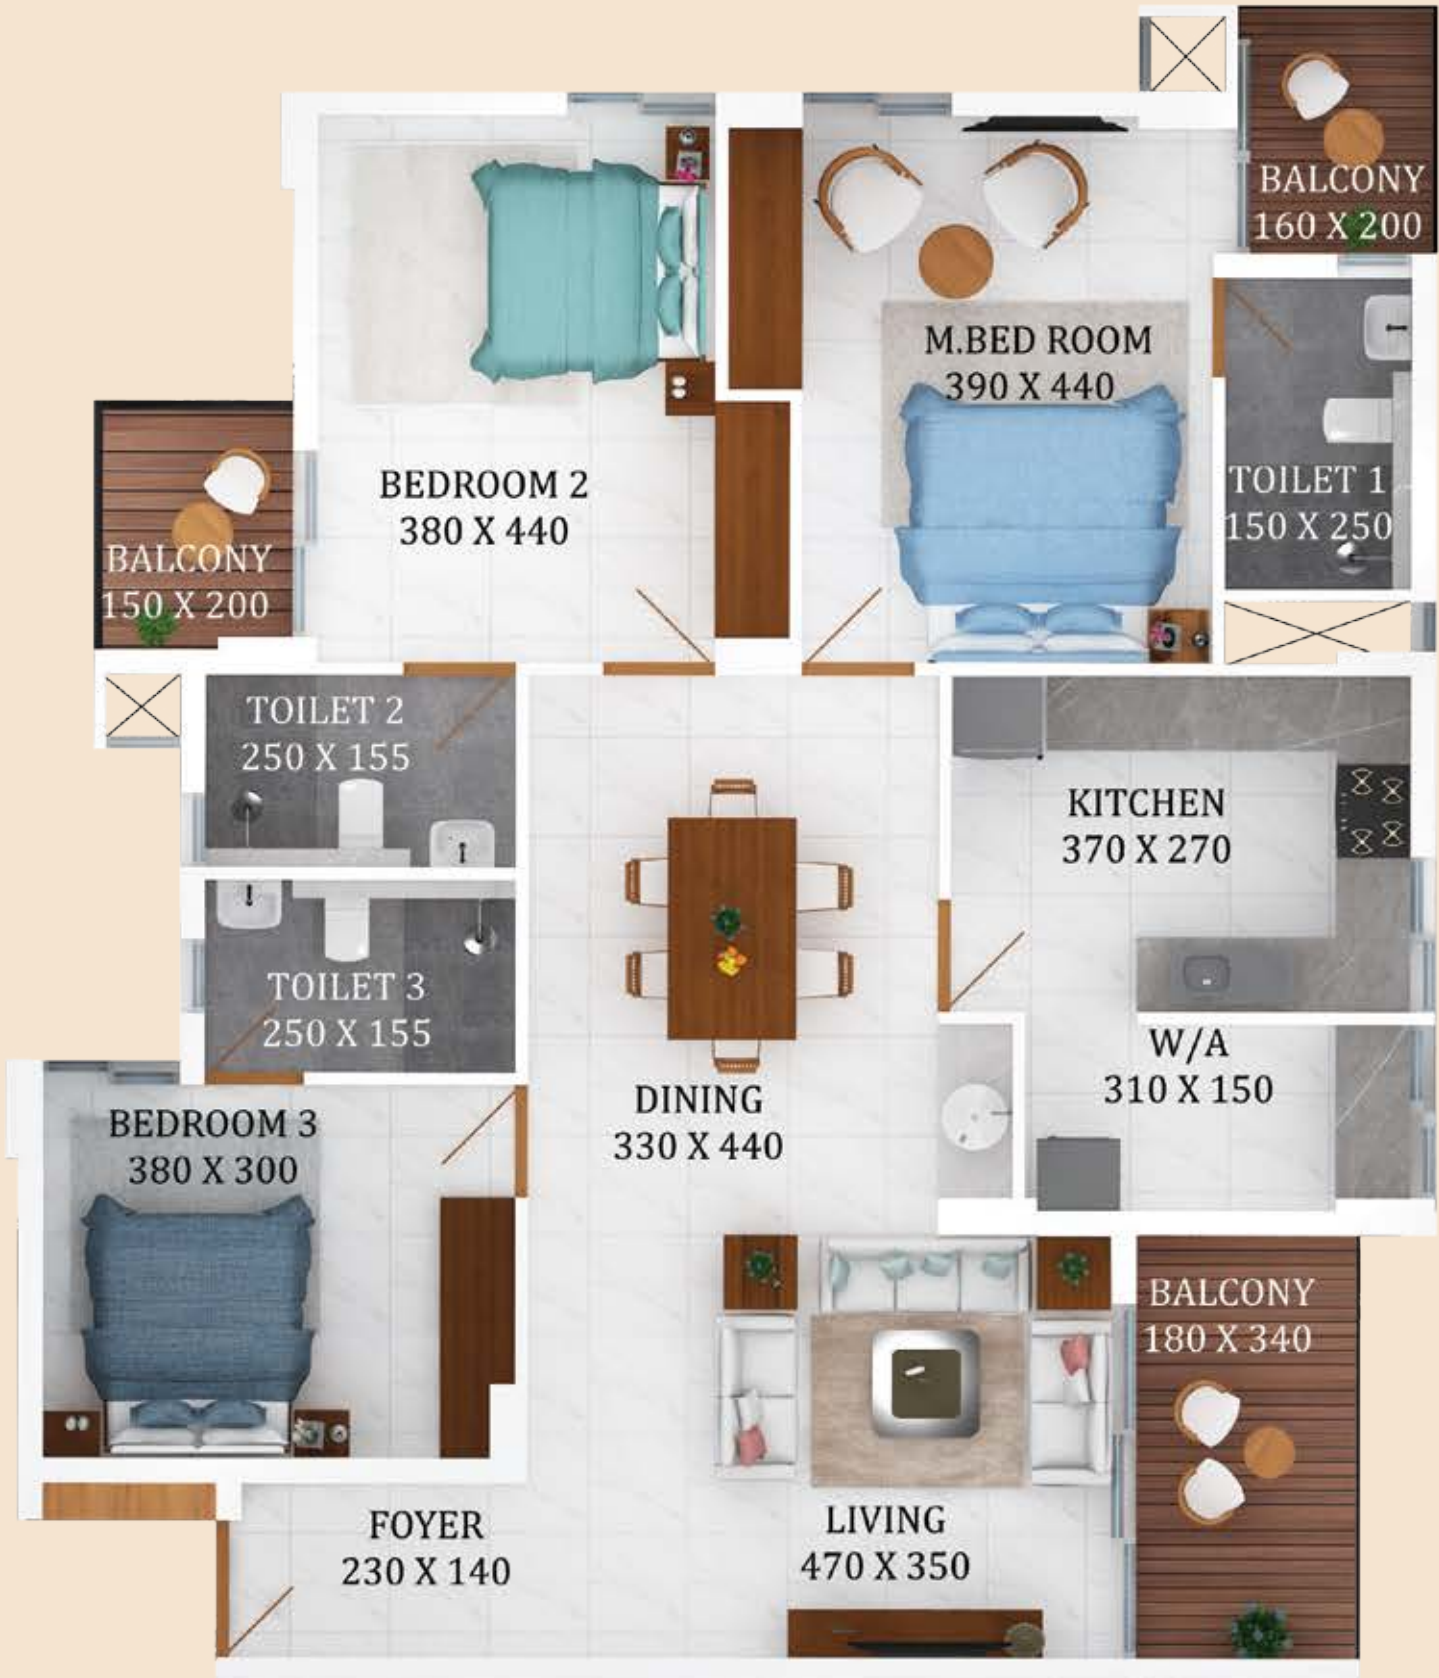 BALCONY
160 X 200
M.BED ROOM
390 X 440
BEDROOM 2
380 X 440
TOILET 1
150 X 250
BALCONY
150 X 200
TOILET 2
250 X 155
KITCHEN
370 X 270
TOILET 3
250 X 155
W/A
310 X 150
DINING
330 X 440
BEDROOM 3
380 X 300
BALCONY
180 X 340
FOYER
230 X 140
LIVING
470 X 350